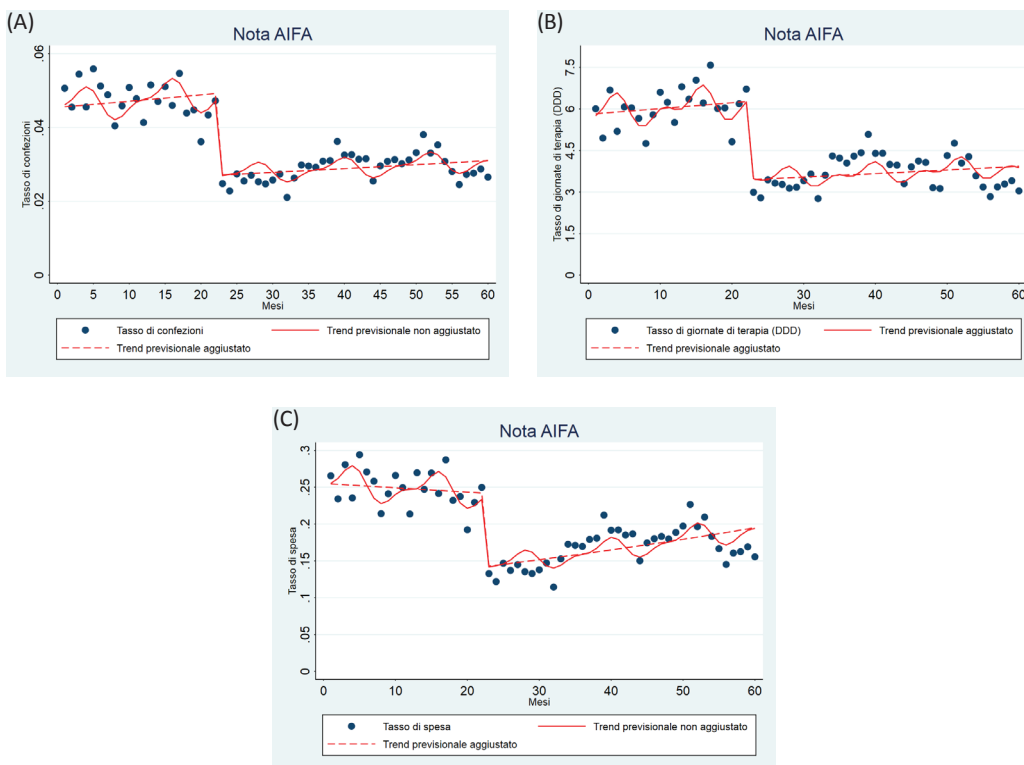 (A)
Nota AIFA
Tasso di confezioni
.06
.04
.02
0
0 5 10 15 20 25 30 35 40 45 50 55 60
Mesi
Tasso di confezioni
Trend previsionale non aggiustato
Trend previsionale aggiustato
(B)
Nota AIFA
Tasso di giornate di terapia (DDD)
7.5
6
4.5
3
1.5
0
0 10 20 30 40 50 60
Mesi
Tasso di giornate di terapia (DDD)
Trend previsionale non aggiustato
Trend previsionale aggiustato
(C)
Nota AIFA
Tasso di spesa
.3
.25
.2
.15
.1
.05
0
0 10 20 30 40 50 60
Mesi
Tasso di spesa
Trend previsionale non aggiustato
Trend previsionale aggiustato